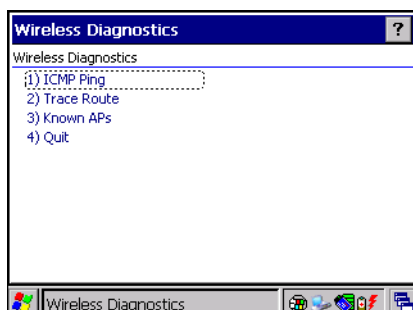 Wireless Diagnostics ?
Wireless Diagnostics
1) ICMP Ping
2) Trace Route
3) Known APs
4) Quit
Wireless Diagnostics